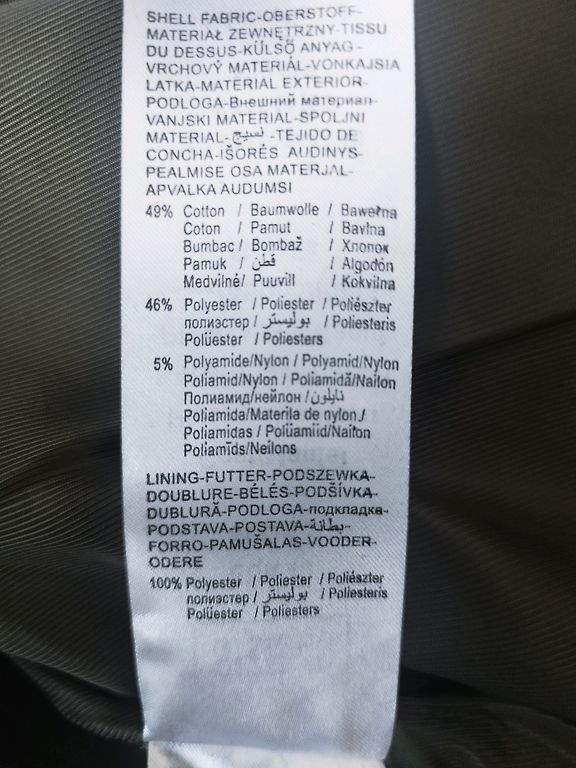 SHELL FABRIC-OBERSTOFF-
MATERIAŁ ZEWNĘTRZNY-TISSU
DU DESSUS-KÜLSŐ ANYAG-
VRCHOVÝ MATERIÁL-VONKAJSIA
LATKA-MATERIAL EXTERIOR-
PODLOGA-Внешний материал-
VANJSKI MATERIAL-SPOLJNI
MATERIAL-نسيج-TEJIDO DE
CONCHA-IŠORĖS AUDINYS-
PEALMISE OSA MATERJAL-
APVALKA AUDUMSI
49% Cotton / Baumwolle / Bawełna
Coton / Pamut / Bavlna
Bumbac / Bombaž / Хлопок
Pamuk / قطن / Algodón
Medvilnė/ Puuvill / Kokvilna
46% Polyester / Poliester / Poliészter
полиэстер / بوليستر / Poliesteris
Polüester / Poliesters
5% Polyamide/Nylon / Polyamid/Nylon
Poliamid/Nylon / Poliamidă/Nailon
Полиамид/нейлон /نايلون
Poliamida/Materila de nylon/
Poliamidas / Polüamiid/Nailon
Poliamīds/Neilons
LINING-FUTTER-PODSZEWKA-
DOUBLURE-BÉLÉS-PODŠÍVKA-
DUBLURĂ-PODLOGA-подкладка-
PODSTAVA-POSTAVA-بطانة-
FORRO-PAMUŠALAS-VOODER-
ODERE
100% Polyester / Poliester / Poliészter
полиэстер / بوليستر / Poliesteris
Polüester / Poliesters